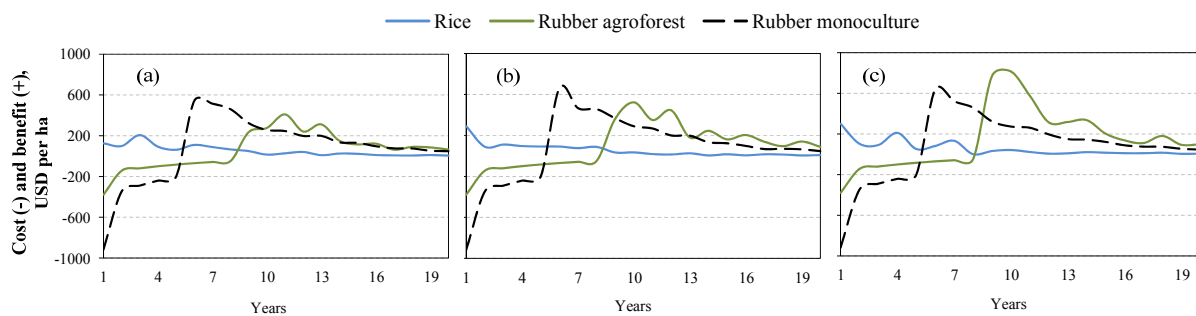 Rice Rubber agroforest Rubber monoculture
Cost (-) and benefit (+),
USD per ha
1000
600
200
-200
-600
-1000
(a)
1 4 7 10 13 16 19
Years
(b)
1 4 7 10 13 16 19
Years
(c)
1 4 7 10 13 16 19
Years